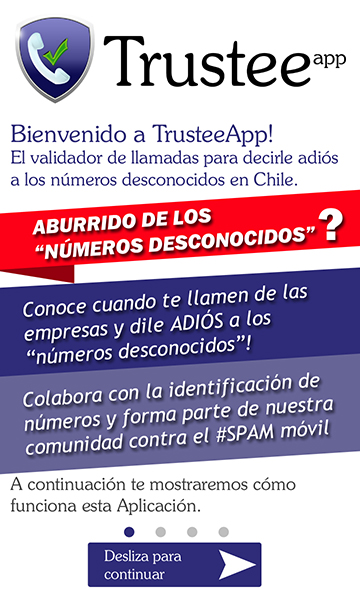 Trustee app
Bienvenido a TrusteeApp!
El validador de llamadas para decirle adiós
a los números desconocidos en Chile.
ABURRIDO DE LOS
“NÚMEROS DESCONOCIDOS” ?
Conoce cuando te llamen de las
empresas y dile ADIÓS a los
“números desconocidos”!
Colabora con la identificación de
números y forma parte de nuestra
comunidad contra el #SPAM móvil
A continuación te mostraremos cómo
funciona esta Aplicación.
Desliza para
continuar